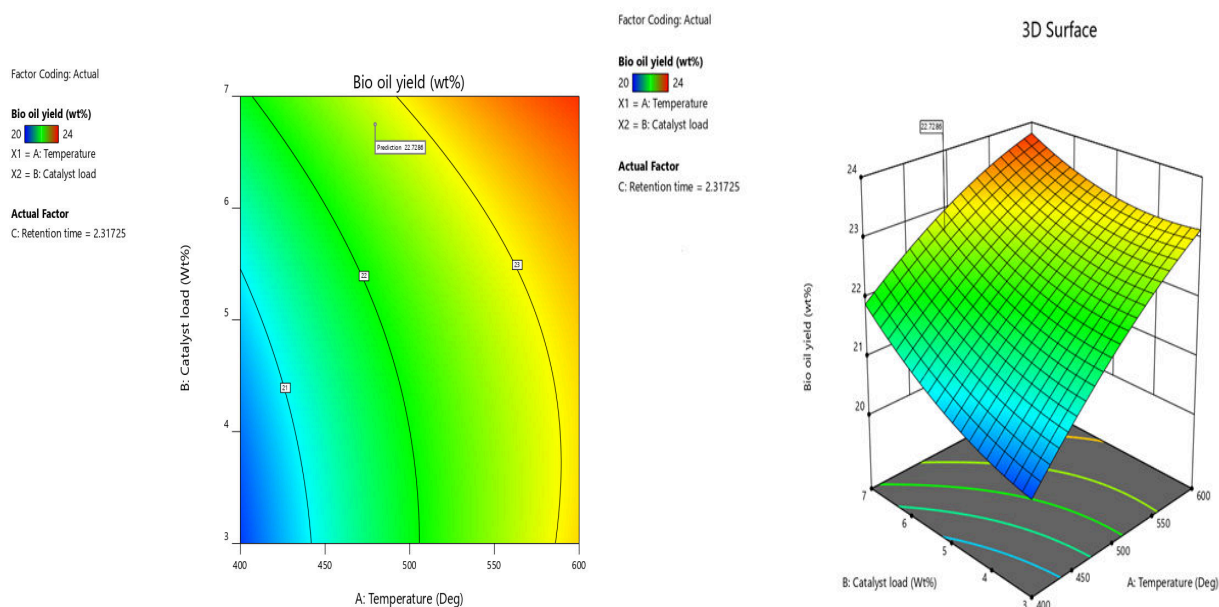 Factor Coding: Actual
Bio oil yield (wt%)
20 24
X1 = A: Temperature
X2 = B: Catalyst load
Actual Factor
C: Retention time = 2.31725
Bio oil yield (wt%)
7
6
5
4
3
B: Catalyst load (Wt%)
Prediction 22.7286
21
22
23
400 450 500 550 600
A: Temperature (Deg)
Factor Coding: Actual
3D Surface
Bio oil yield (wt%)
20 24
X1 = A: Temperature
X2 = B: Catalyst load
Actual Factor
C: Retention time = 2.31725
22.7286
24
23
22
21
20
Bio oil yield (wt%)
7
6
5
4
3
400
450
500
550
600
B: Catalyst load (Wt%)
A: Temperature (Deg)